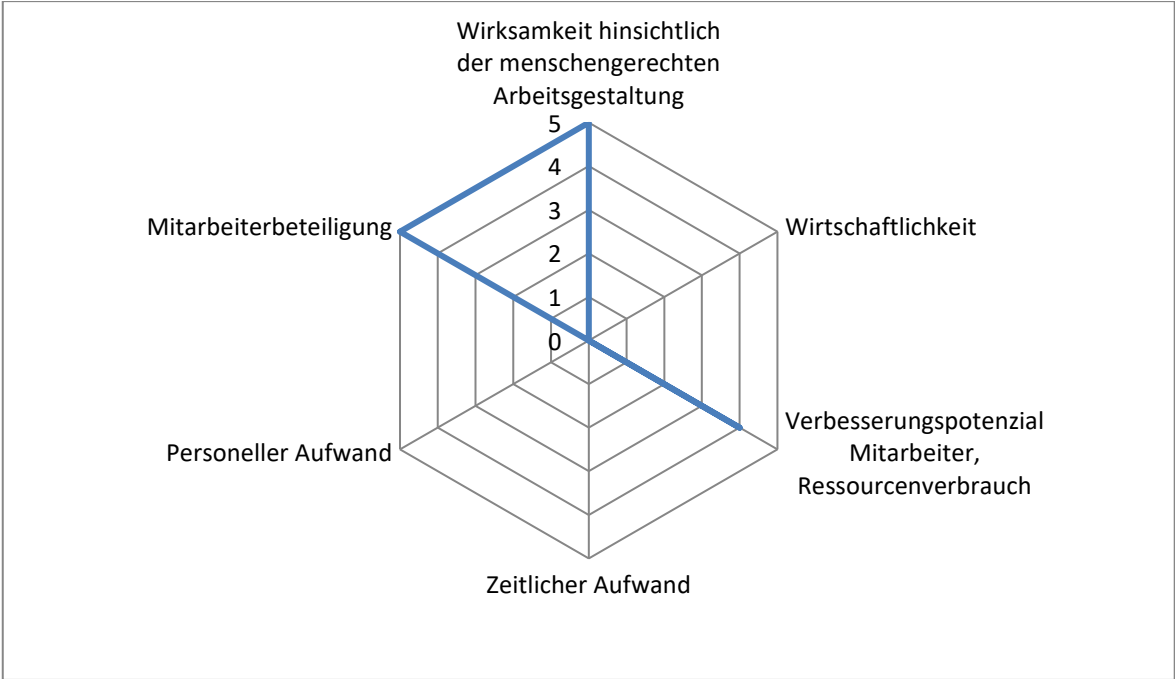 Wirksamkeit hinsichtlich
der menschengerechten
Arbeitsgestaltung
5
4
3
2
1
0
Mitarbeiterbeteiligung
Wirtschaftlichkeit
Personeller Aufwand
Verbesserungspotenzial
Mitarbeiter,
Ressourcenverbrauch
Zeitlicher Aufwand